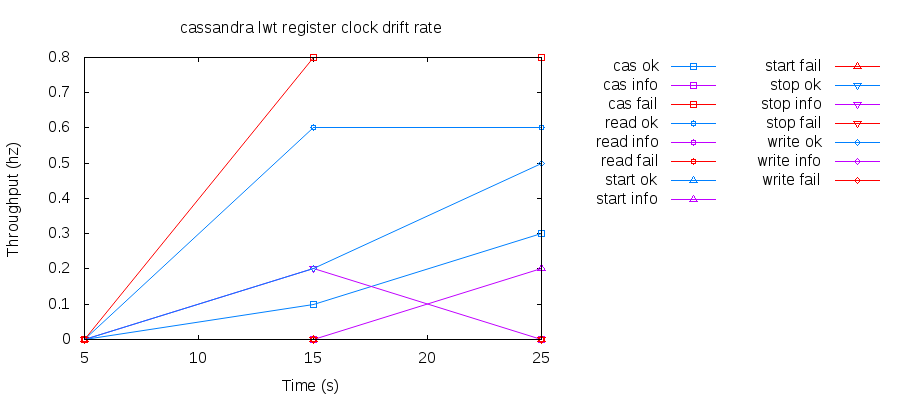 cassandra lwt register clock drift rate
0.8
0.7
0.6
0.5
0.4
0.3
0.2
0.1
0
5
10
15
20
25
Throughput (hz)
Time (s)
cas ok
cas info
cas fail
read ok
read info
read fail
start ok
start info
start fail
stop ok
stop info
stop fail
write ok
write info
write fail